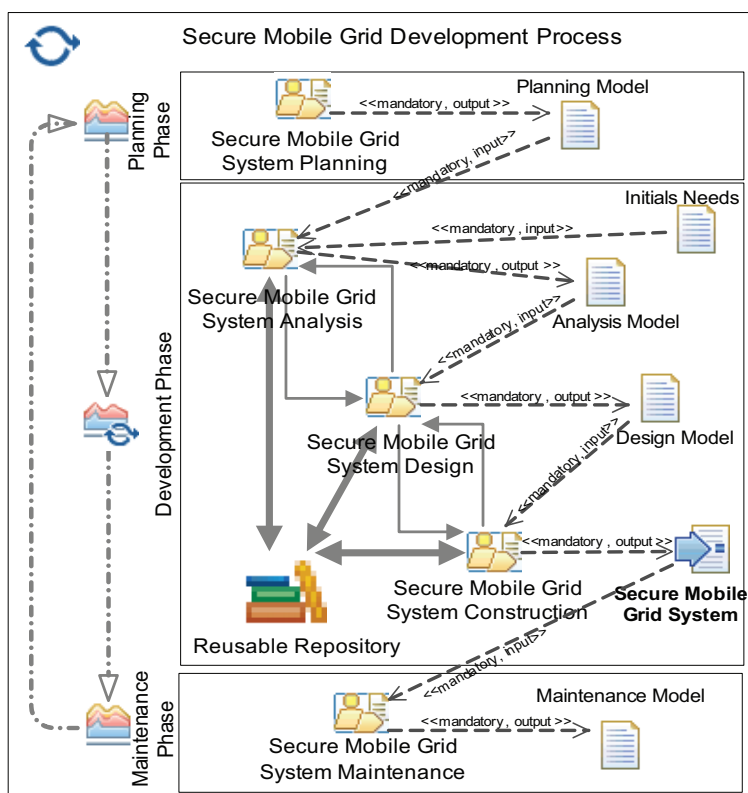 Secure Mobile Grid Development Process
Planning
Phase
Planning Model
<<mandatory, output >>
Secure Mobile Grid
System Planning
<<mandatory, input>>
Development Phase
Initials Needs
<<mandatory , input>>
<<mandatory , output >>
Secure Mobile Grid
System Analysis
Analysis Model
<<mandatory, input>>
<<mandatory , output>>
Secure Mobile Grid
System Design
Design Model
<<mandatory, input>>
<<mandatory , output>>
Secure Mobile Grid
System Construction
Secure Mobile
Grid System
Reusable Repository
<<mandatory, input>>
Maintenance
Phase
Maintenance Model
<<mandatory , output >>
Secure Mobile Grid
System Maintenance